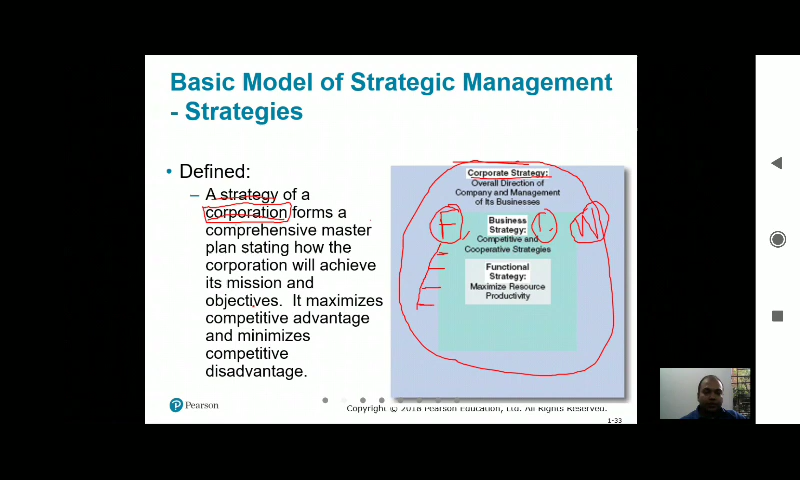 Basic Model of Strategic Management
- Strategies
• Defined:
– A strategy of a
corporation forms a
comprehensive master
plan stating how the
corporation will achieve
its mission and
objectives. It maximizes
competitive advantage
and minimizes
competitive
disadvantage.
Corporate Strategy:
Overall Direction of
Company and Management
of Its Businesses
Business
Strategy:
Competitive and
Cooperative Strategies
Functional
Strategy:
Maximize Resource
Productivity
F. I. W
Pearson
Copyright © 2018 Pearson Education, Ltd. All Rights Reserved.
1-33